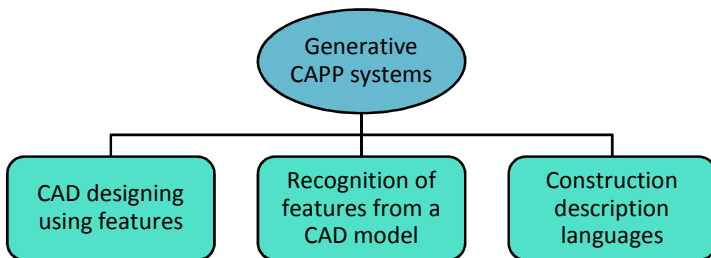 Generative
CAPP systems
CAD designing
using features
Recognition of
features from a
CAD model
Construction
description
languages